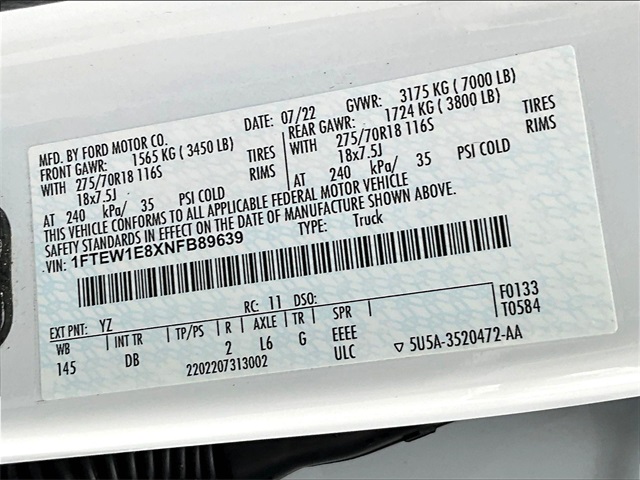 MFD. BY FORD MOTOR CO.
DATE: 07/22 GVWR: 3175 KG ( 7000 LB)
FRONT GAWR: 1565 KG ( 3450 LB) REAR GAWR: 1724 KG ( 3800 LB)
WITH 275/70R18 116S TIRES WITH 275/70R18 116S TIRES
18x7.5J RIMS 18x7.5J RIMS
AT 240 kPa/ 35 PSI COLD AT 240 kPa/ 35 PSI COLD
THIS VEHICLE CONFORMS TO ALL APPLICABLE FEDERAL MOTOR VEHICLE
SAFETY STANDARDS IN EFFECT ON THE DATE OF MANUFACTURE SHOWN ABOVE.
VIN: 1FTEW1E8XNFB89639 TYPE: Truck
EXT PNT: YZ RC: 11 DSO: F0133
WB INT TR TP/PS R AXLE TR SPR T0584
145 DB 2 L6 G EEEE
2202207313002 ULC ▽ 5U5A-3520472-AA